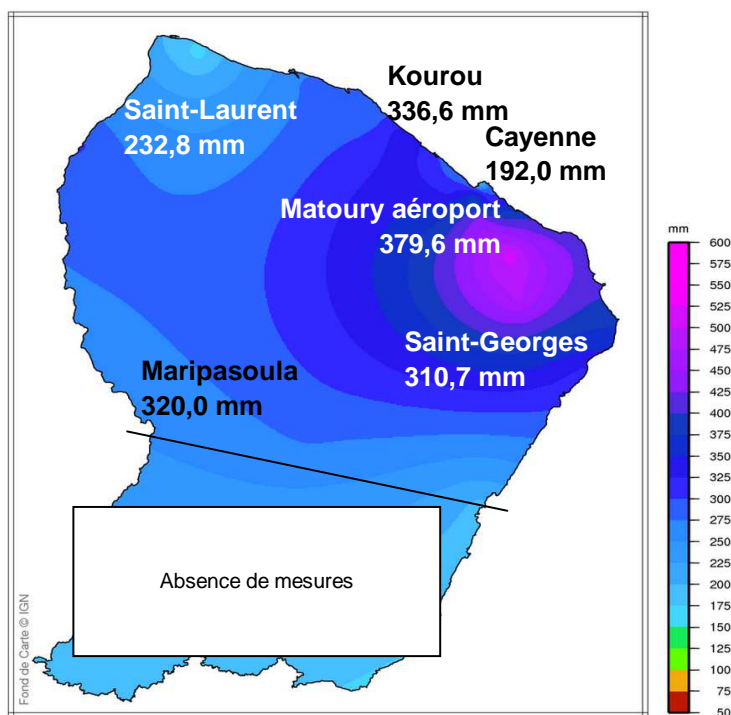 Kourou
336,6 mm
Saint-Laurent
232,8 mm
Cayenne
192,0 mm
Matoury aéroport
379,6 mm
Saint-Georges
310,7 mm
Maripasoula
320,0 mm
Absence de mesures
Fond de Carte © IGN
mm
600
575
550
525
500
475
450
425
400
375
350
325
300
275
250
225
200
175
150
125
100
75
50